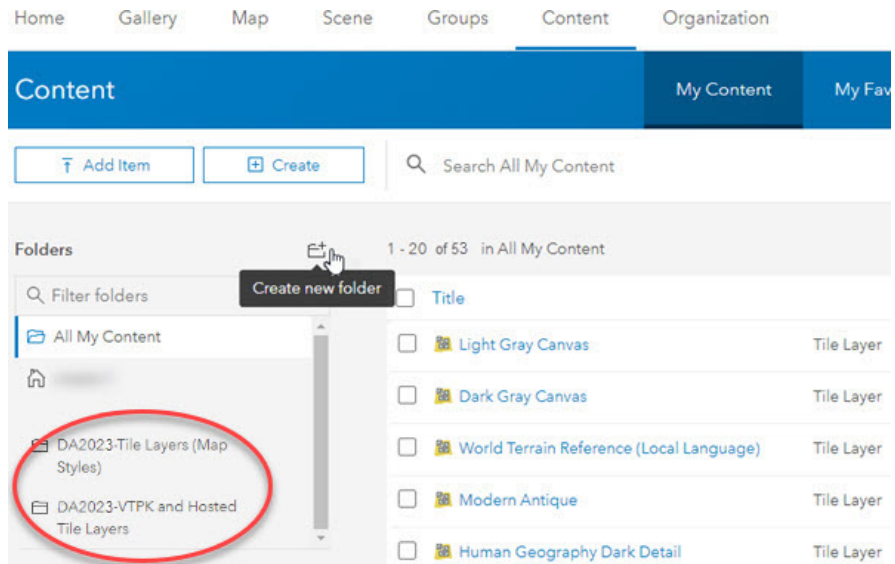 Home Gallery Map Scene Groups Content Organization
Content My Content My Fav
Add Item Create Search All My Content
Folders 1 - 20 of 53 in All My Content
Create new folder
Filter folders Title
All My Content Light Gray Canvas Tile Layer
Dark Gray Canvas Tile Layer
DA2023-Tile Layers (Map World Terrain Reference (Local Language) Tile Layer
Styles)
DA2023-VTPK and Hosted Modern Antique Tile Layer
Tile Layers
Human Geography Dark Detail Tile Layer